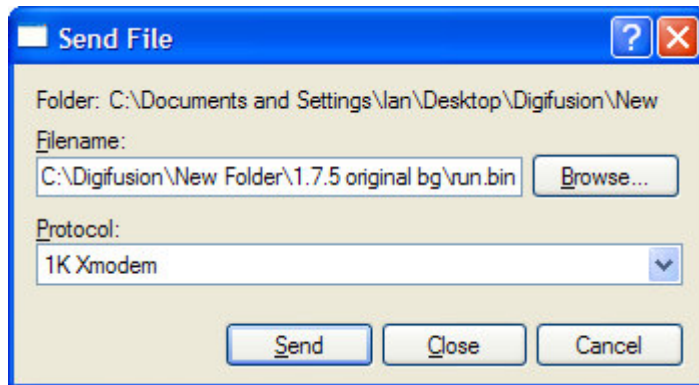 Send File
Folder: C:\Documents and Settings\Ian\Desktop\Digifusion\New
Filename:
C:\Digifusion\New Folder\1.7.5 original bg\run.bin
Browse...
Protocol:
1K Xmodem
Send
Close
Cancel